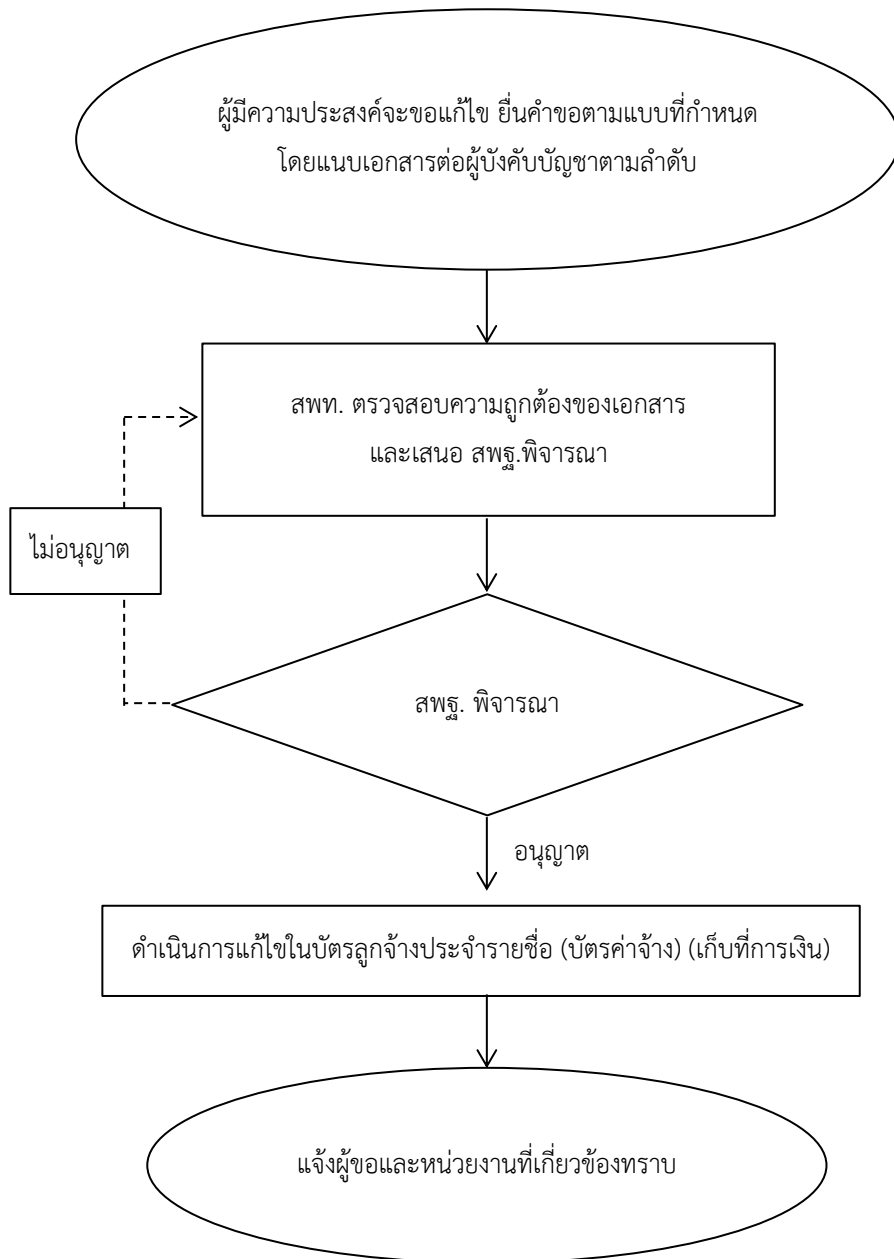 ผู้มีความประสงค์จะขอแก้ไข ยื่นคำขอตามแบบที่กำหนด
โดยแนบเอกสารต่อผู้บังคับบัญชาตามลำดับ
สพท. ตรวจสอบความถูกต้องของเอกสาร
และเสนอ สพฐ.พิจารณา
ไม่อนุญาต
สพฐ. พิจารณา
อนุญาต
ดำเนินการแก้ไขในบัตรลูกจ้างประจำรายชื่อ (บัตรค่าจ้าง) (เก็บที่การเงิน)
แจ้งผู้ขอและหน่วยงานที่เกี่ยวข้องทราบ